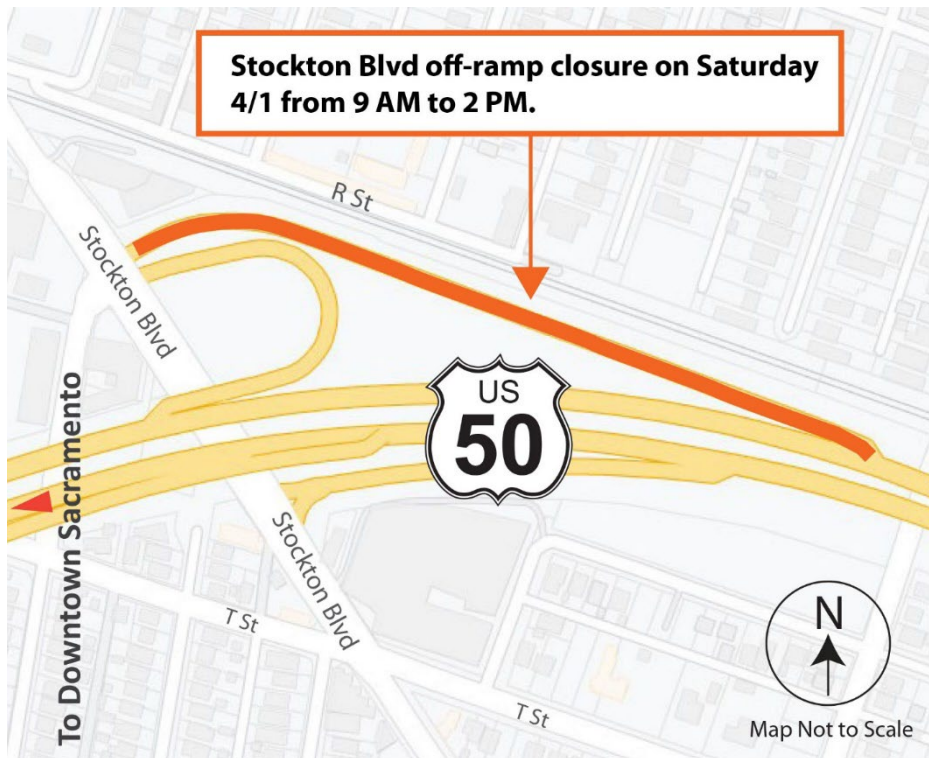 Stockton Blvd off-ramp closure on Saturday
4/1 from 9 AM to 2 PM.
R St
Stockton Blvd
US
50
To Downtown Sacramento
Stockton Blvd
T St
T St
N
Map Not to Scale